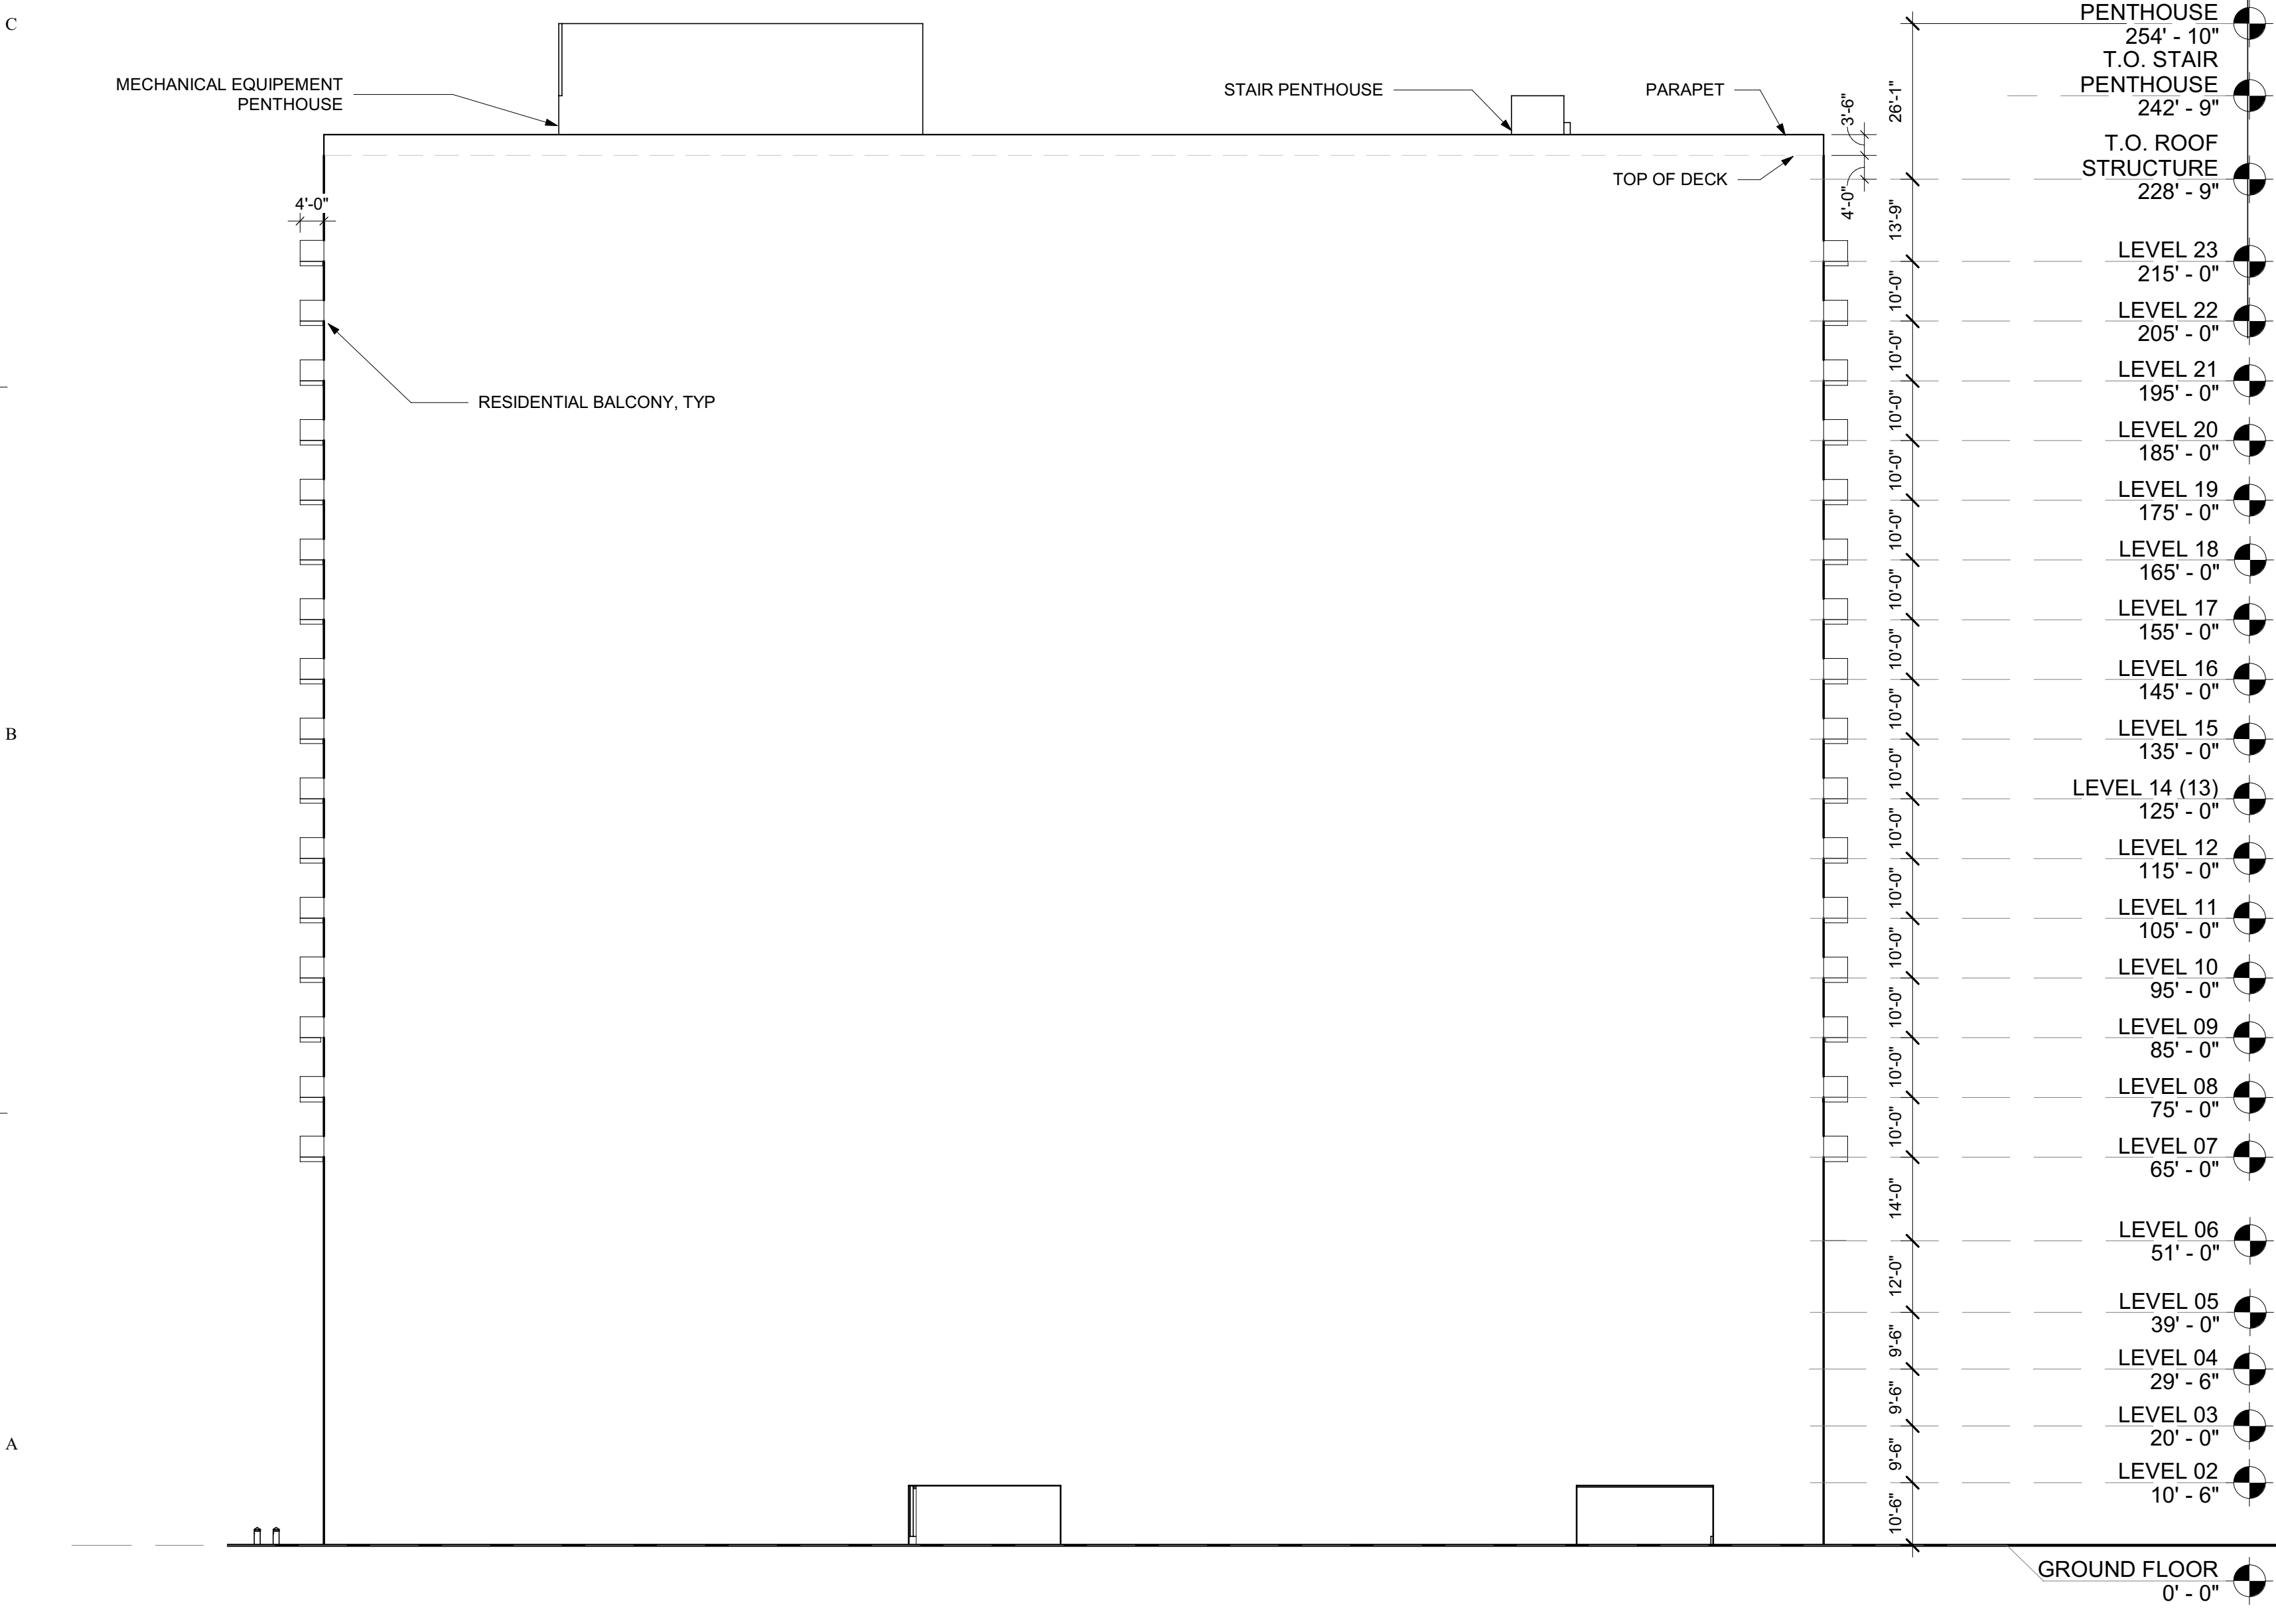 C
PENTHOUSE
254' - 10"
T.O. STAIR
PENTHOUSE
242' - 9"
MECHANICAL EQUIPEMENT
PENTHOUSE
STAIR PENTHOUSE
PARAPET
3'-6"
26'-1"
T.O. ROOF
STRUCTURE
228' - 9"
TOP OF DECK
4'-0"
4'-0"
13'-9"
LEVEL 23
215' - 0"
10'-0"
LEVEL 22
205' - 0"
10'-0"
LEVEL 21
195' - 0"
RESIDENTIAL BALCONY, TYP
10'-0"
LEVEL 20
185' - 0"
10'-0"
LEVEL 19
175' - 0"
10'-0"
LEVEL 18
165' - 0"
10'-0"
LEVEL 17
155' - 0"
10'-0"
LEVEL 16
145' - 0"
B
10'-0"
LEVEL 15
135' - 0"
10'-0"
LEVEL 14 (13)
125' - 0"
10'-0"
LEVEL 12
115' - 0"
10'-0"
LEVEL 11
105' - 0"
10'-0"
LEVEL 10
95' - 0"
10'-0"
LEVEL 09
85' - 0"
10'-0"
LEVEL 08
75' - 0"
10'-0"
LEVEL 07
65' - 0"
14'-0"
LEVEL 06
51' - 0"
12'-0"
LEVEL 05
39' - 0"
9'-6"
LEVEL 04
29' - 6"
9'-6"
LEVEL 03
20' - 0"
A
9'-6"
LEVEL 02
10' - 6"
10'-6"
GROUND FLOOR
0' - 0"